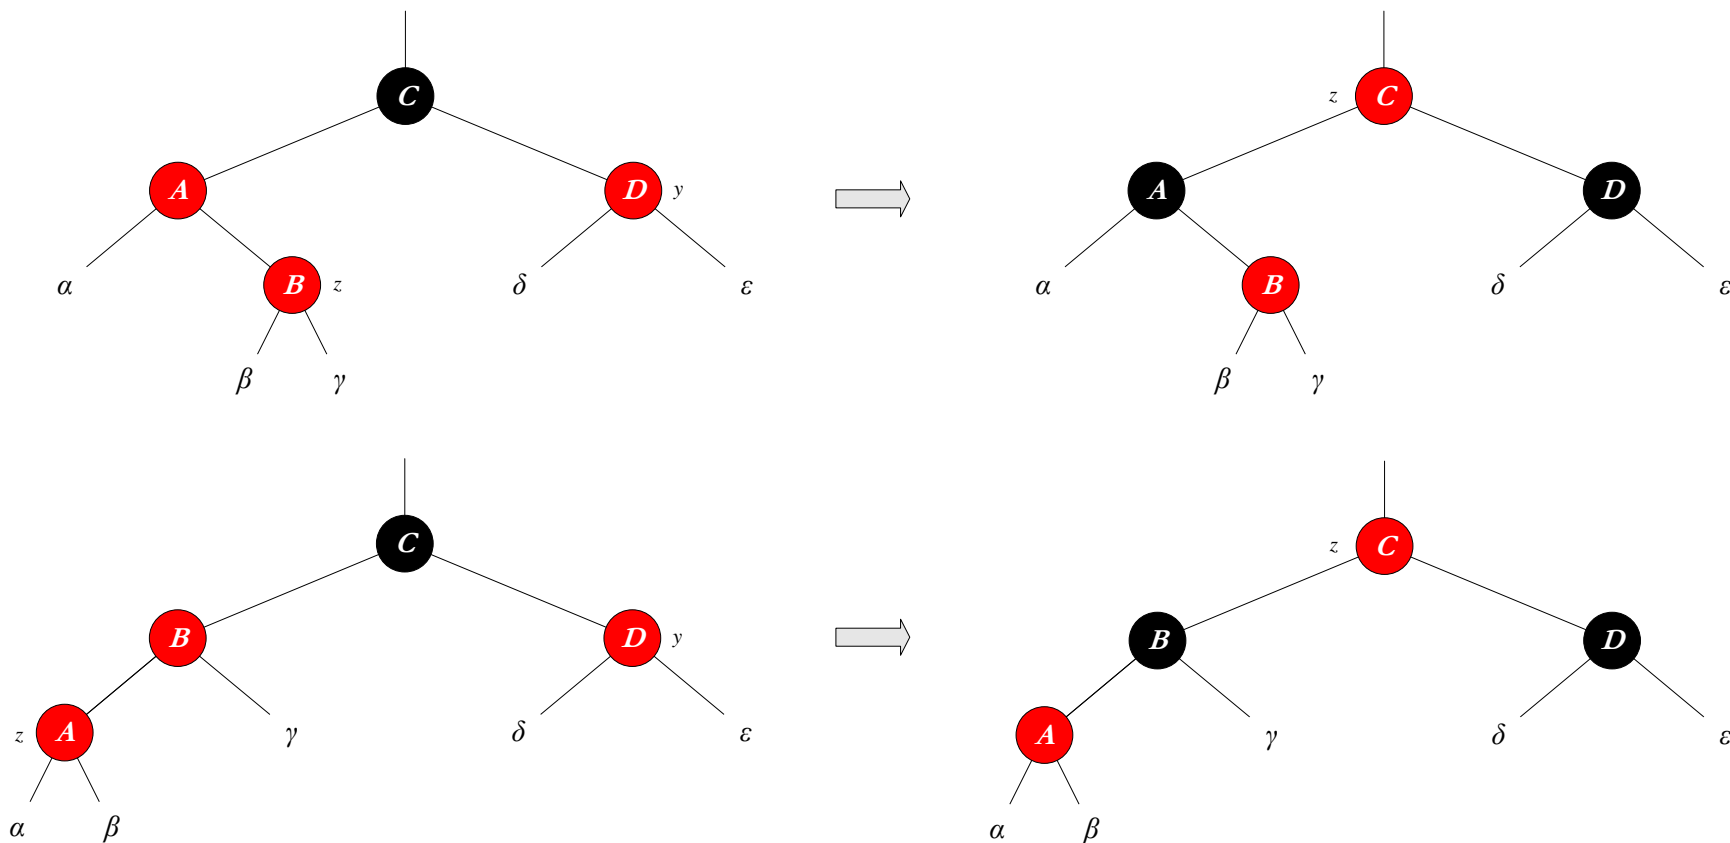 C z C
A D y A D
α B z δ ε α B δ ε
β γ β γ
C z C
B D y B D
z A γ δ ε A γ δ ε
α β α β